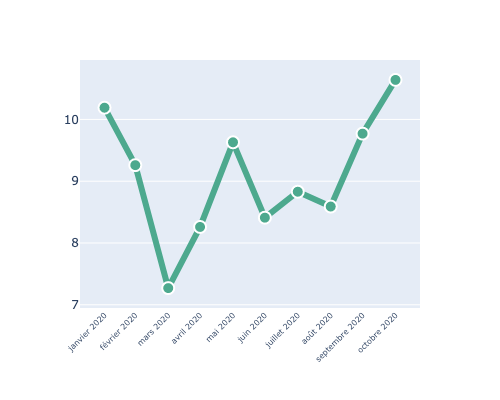 10
9
8
7
janvier 2020
février 2020
mars 2020
avril 2020
mai 2020
juin 2020
juillet 2020
août 2020
septembre 2020
octobre 2020